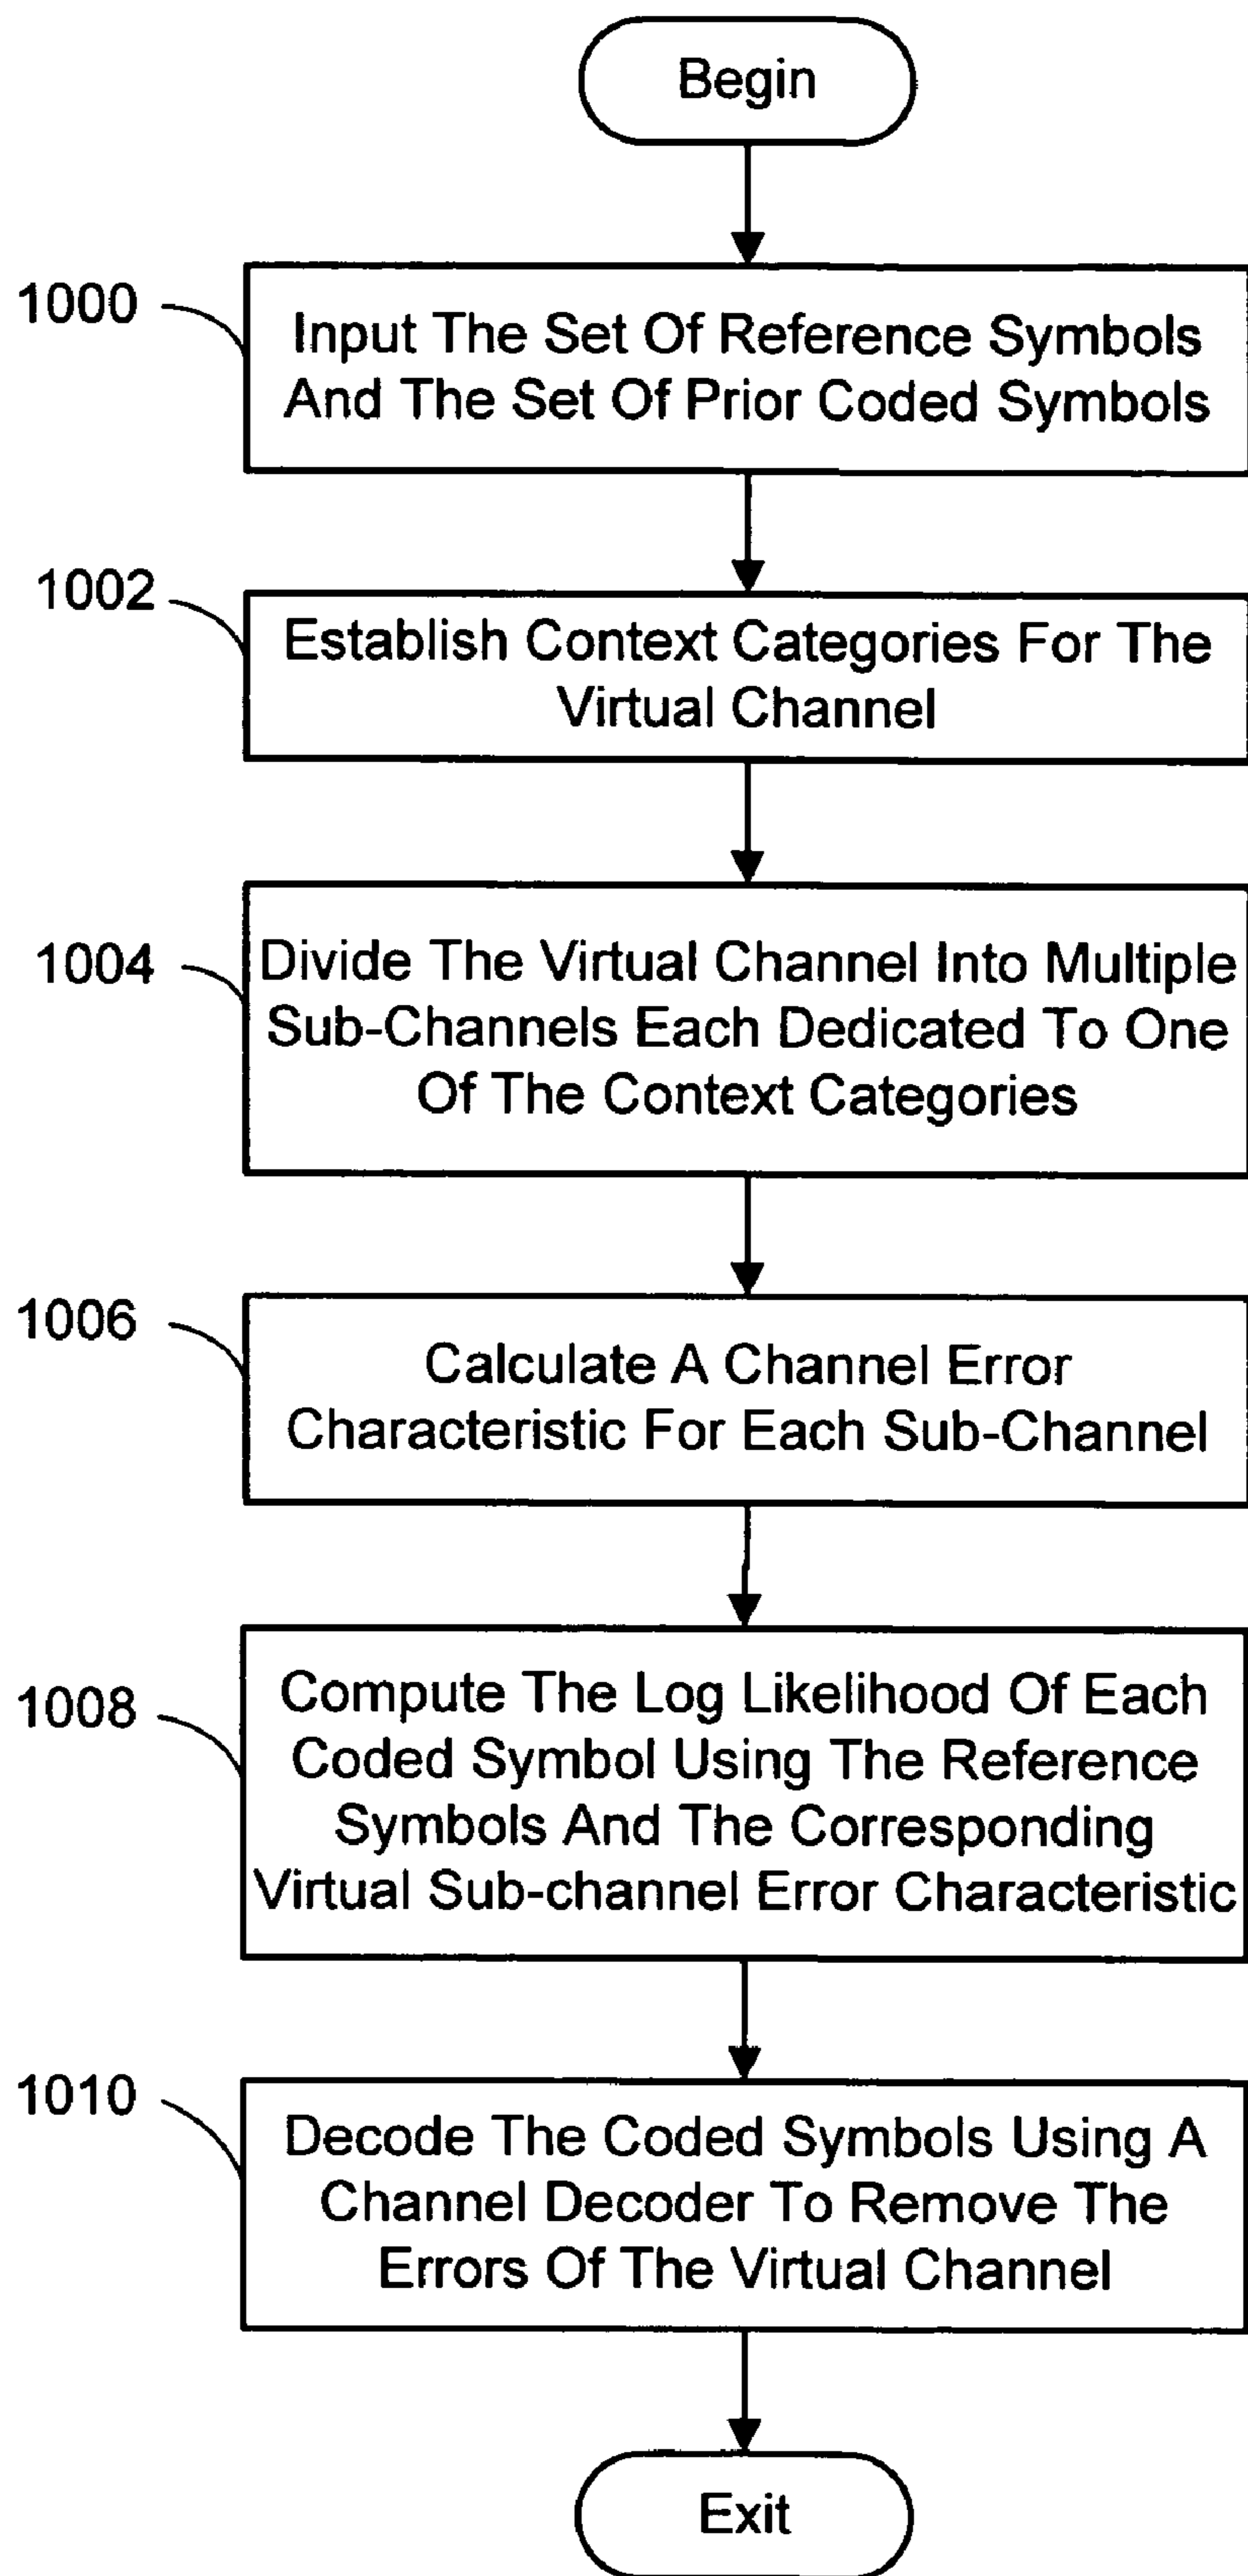 Begin
1000
Input The Set Of Reference Symbols
And The Set Of Prior Coded Symbols
1002
Establish Context Categories For The
Virtual Channel
1004
Divide The Virtual Channel Into Multiple
Sub-Channels Each Dedicated To One
Of The Context Categories
1006
Calculate A Channel Error
Characteristic For Each Sub-Channel
1008
Compute The Log Likelihood Of Each
Coded Symbol Using The Reference
Symbols And The Corresponding
Virtual Sub-channel Error Characteristic
1010
Decode The Coded Symbols Using A
Channel Decoder To Remove The
Errors Of The Virtual Channel
Exit